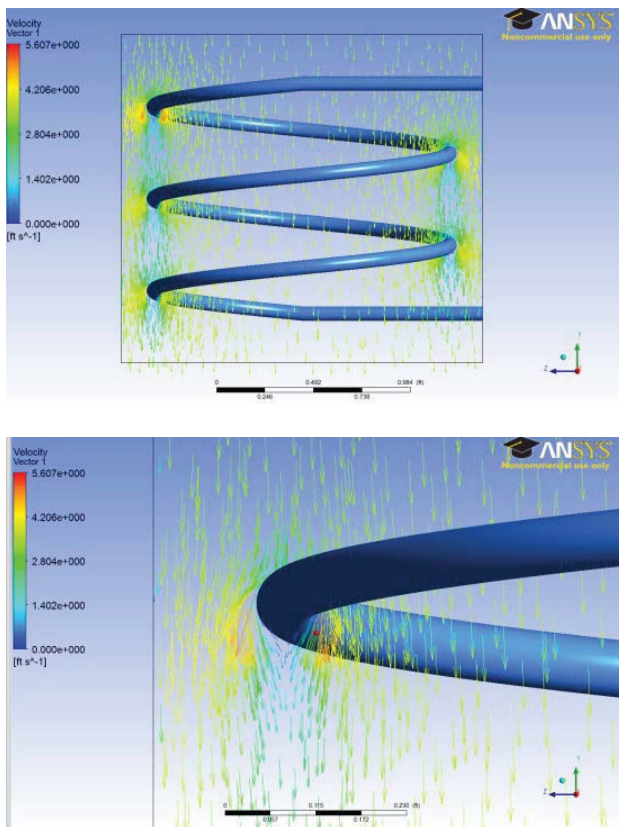 Velocity
Vector 1
5.607e+000
4.206e+000
2.804e+000
1.402e+000
0.000e+000
[ft s^-1]
ANSYS
Noncommercial use only
0 0.492 0.984 (ft)
0.246 0.738
Y
Z
Velocity
Vector 1
5.607e+000
4.206e+000
2.804e+000
1.402e+000
0.000e+000
[ft s^-1]
ANSYS
Noncommercial use only
0 0.115 0.230 (ft)
0.057 0.172
Y
Z